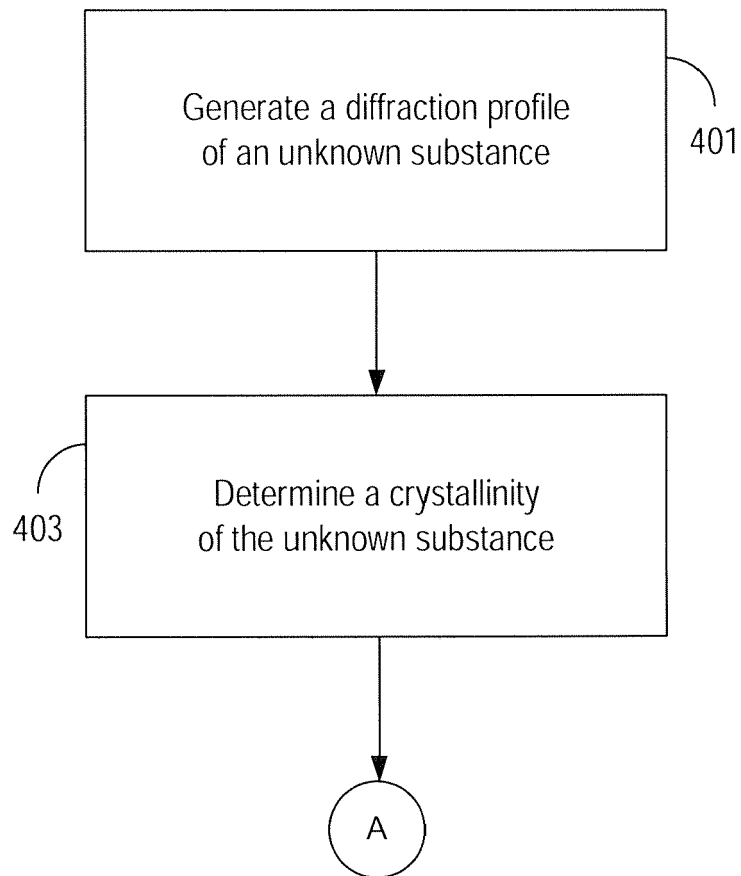 Generate a diffraction profile
of an unknown substance
401
Determine a crystallinity
of the unknown substance
403
A